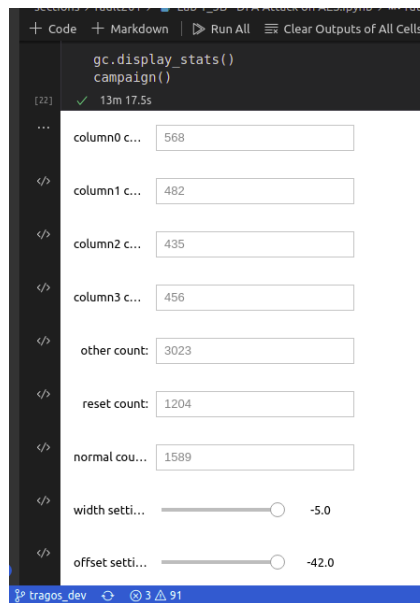 + Code + Markdown | Run All Clear Outputs of All Cells
gc.display_stats()
campaign()
[22] ✓ 13m 17.5s
...
</> column0 c... 568
</> column1 c... 482
</> column2 c... 435
</> column3 c... 456
</> other count: 3023
</> reset count: 1204
</> normal cou... 1589
</> width setti... -5.0
</> offset setti... -42.0
tragos_dev 3 91